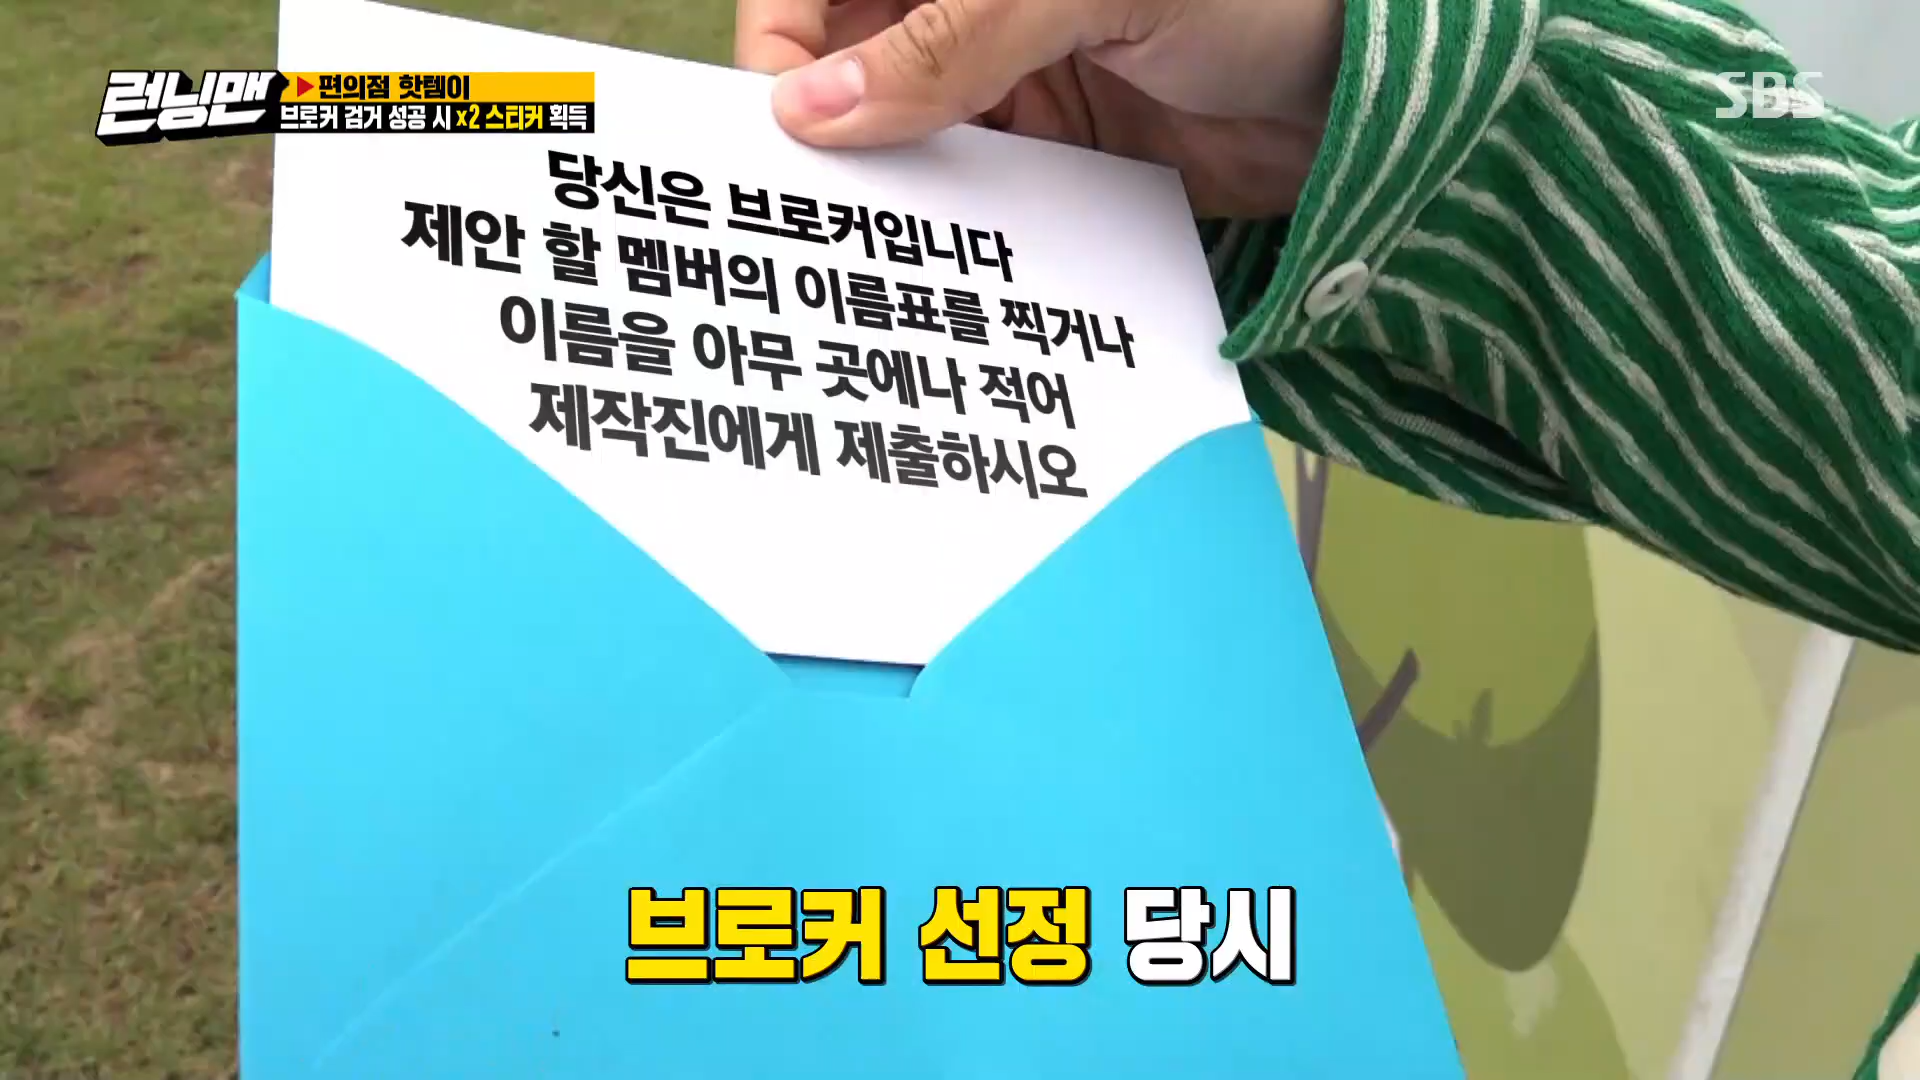 런닝맨
▶편의점 핫템이
브로커 검거 성공 시 x2 스티커 획득
SBS
당신은 브로커입니다
제안 할 멤버의 이름표를 찍거나
이름을 아무 곳에나 적어
제작진에게 제출하시오
브로커 선정 당시